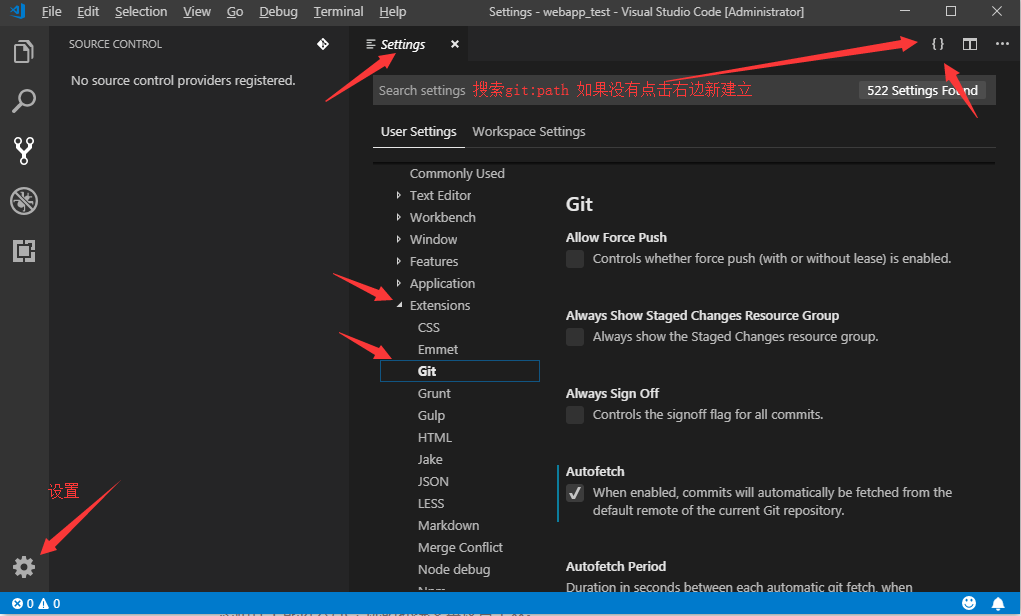 File Edit Selection View Go Debug Terminal Help
Settings - webapp_test - Visual Studio Code [Administrator]
SOURCE CONTROL
No source control providers registered.
Settings
{ }
Search settings 搜索git:path 如果没有点击右边新建立
522 Settings Found
User Settings Workspace Settings
Commonly Used
Text Editor
Workbench
Window
Features
Application
Extensions
CSS
Emmet
Git
Grunt
Gulp
HTML
Jake
JSON
LESS
Markdown
Merge Conflict
Node debug
Git
Allow Force Push
Controls whether force push (with or without lease) is enabled.
Always Show Staged Changes Resource Group
Always show the Staged Changes resource group.
Always Sign Off
Controls the signoff flag for all commits.
Autofetch
When enabled, commits will automatically be fetched from the
default remote of the current Git repository.
Autofetch Period
Duration in seconds between each automatic git fetch, when
设置
0 0